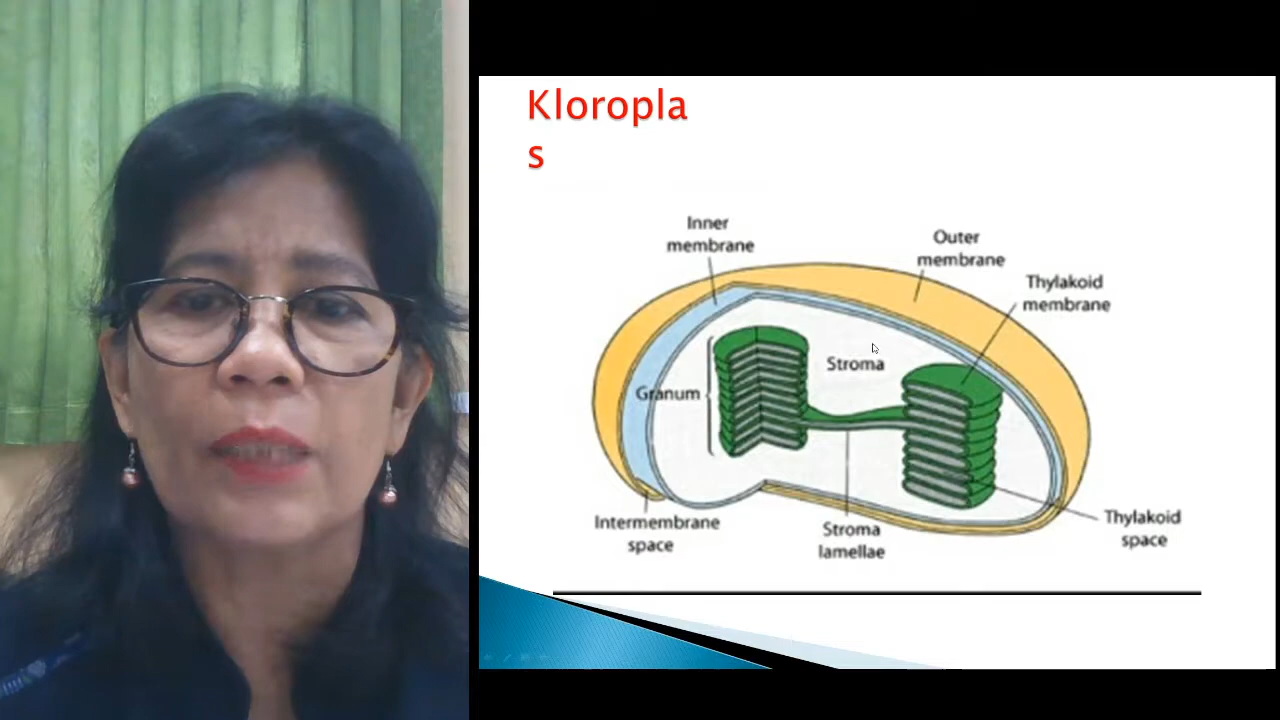 Kloropla
s
Inner
membrane
Outer
membrane
Thylakoid
membrane
Stroma
Granum
Intermembrane
space
Stroma
lamellae
Thylakoid
space